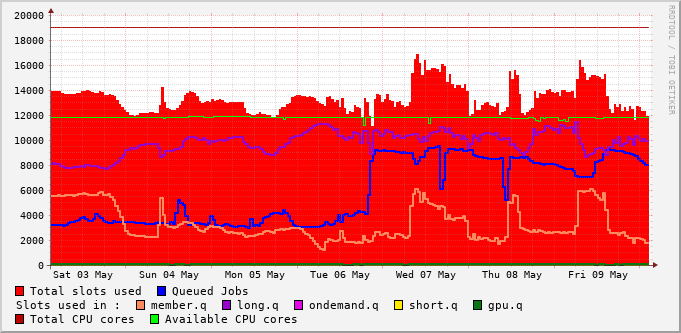 20000
18000
16000
14000
12000
10000
8000
6000
4000
2000
0
Sat 03 May Sun 04 May Mon 05 May Tue 06 May Wed 07 May Thu 08 May Fri 09 May
Total slots used Queued Jobs
Slots used in : member.q long.q ondemand.q short.q gpu.q
Total CPU cores Available CPU cores
RRDTOOL / TOBI OETIKER